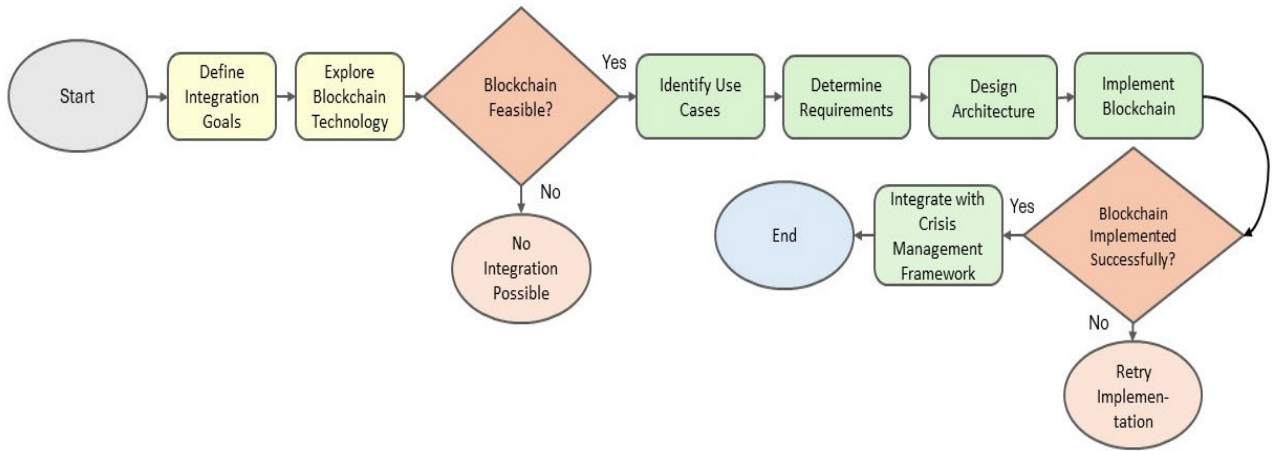 Start
Define
Integration
Goals
Explore
Blockchain
Technology
Blockchain
Feasible?
Yes
No
No
Integration
Possible
Identify Use
Cases
Determine
Requirements
Design
Architecture
Implement
Blockchain
Blockchain
Implemented
Successfully?
Yes
Integrate with
Crisis
Management
Framework
End
No
Retry
Implemen-
tation